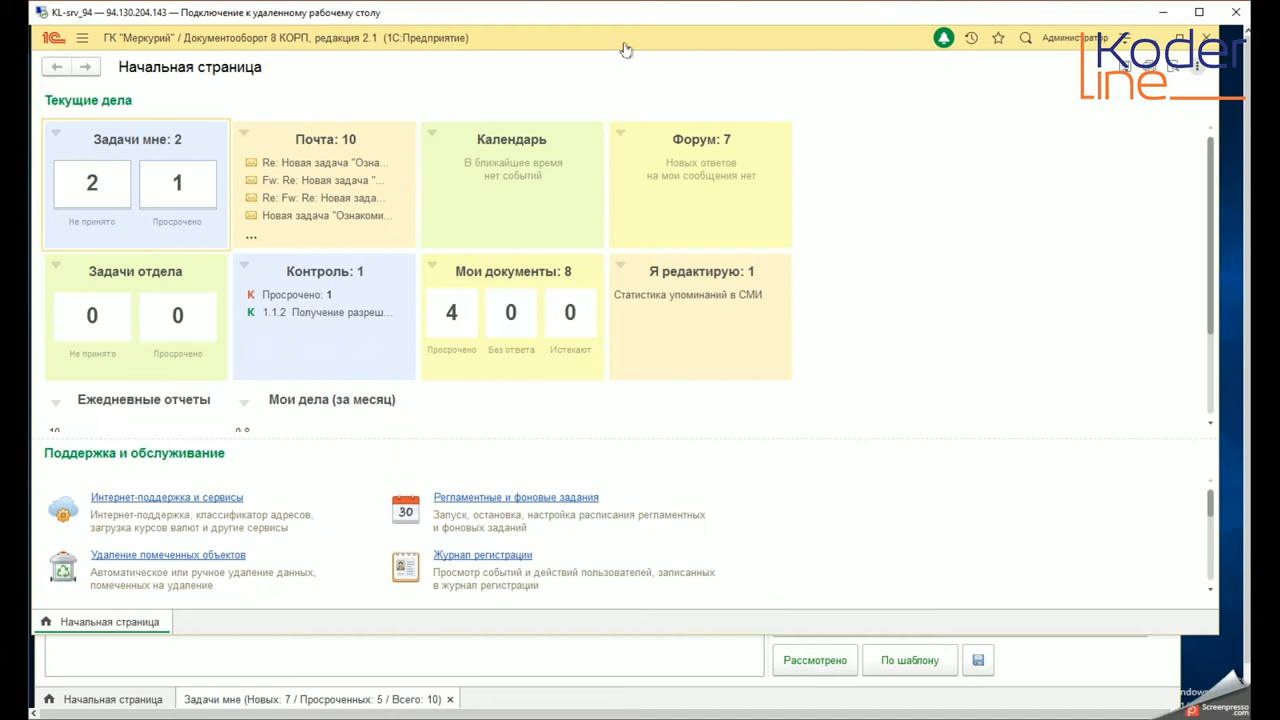 KL-srv_94 — 94.130.204.143 — Подключение к удаленному рабочему столу
1С ГК "Меркурий" / Документооборот 8 КОРП, редакция 2.1 (1С:Предприятие)
Администратор
Koder
line
Начальная страница
Текущие дела
Задачи мне: 2
2 1
Не принято Просрочено
Почта: 10
Re: Новая задача "Озна...
Fw: Re: Новая задача "...
Re: Fw: Re: Новая зада...
Новая задача "Ознакоми...
...
Календарь
В ближайшее время
нет событий
Форум: 7
Новых ответов
на мои сообщения нет
Задачи отдела
0 0
Не принято Просрочено
Контроль: 1
К Просрочено: 1
К 1.1.2 Получение разреш...
Мои документы: 8
4 0 0
Просрочено Без ответа Истекают
Я редактирую: 1
Статистика упоминаний в СМИ
Ежедневные отчеты
Мои дела (за месяц)
Поддержка и обслуживание
Интернет-поддержка и сервисы
Интернет-поддержка, классификатор адресов,
загрузка курсов валют и другие сервисы
30
Регламентные и фоновые задания
Запуск, остановка, настройка расписания регламентных
и фоновых заданий
Удаление помеченных объектов
Автоматическое или ручное удаление данных,
помеченных на удаление
Журнал регистрации
Просмотр событий и действий пользователей, записанных
в журнал регистрации
Начальная страница
Рассмотрено По шаблону
Начальная страница Задачи мне (Новых: 7 / Просроченных: 5 / Всего: 10)
Screenpresso
.com